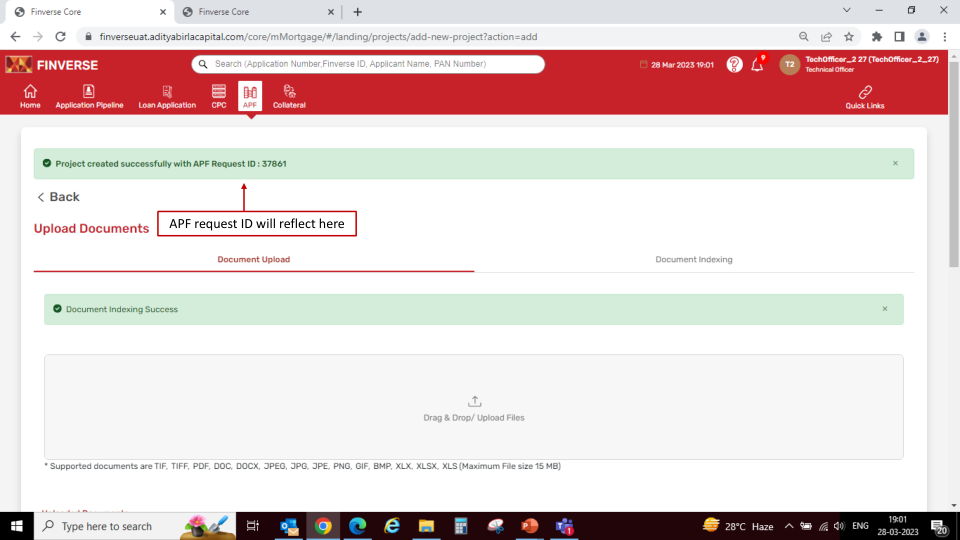 Finverse Core
Finverse Core
finverseuat.adityabirlacapital.com/core/mMortgage/#/landing/projects/add-new-project?action=add
FINVERSE
Search (Application Number,Finverse ID, Applicant Name, PAN Number)
28 Mar 2023 19:01
T2
TechOfficer_2 27 (TechOfficer_2_27)
Technical Officer
Home
Application Pipeline
Loan Application
CPC
APF
Collateral
Quick Links
Project created successfully with APF Request ID : 37861
< Back
APF request ID will reflect here
Upload Documents
Document Upload
Document Indexing
Document Indexing Success
Drag & Drop/ Upload Files
* Supported documents are TIF, TIFF, PDF, DOC, DOCX, JPEG, JPG, JPE, PNG, GIF, BMP, XLX, XLSX, XLS (Maximum File size 15 MB)
Type here to search
28°C Haze
ENG
19:01
28-03-2023
20